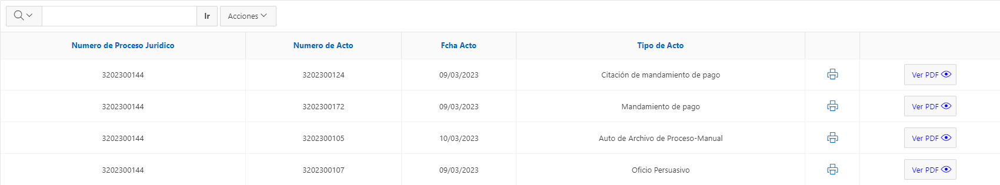 Ir Acciones
Numero de Proceso Juridico Numero de Acto Fcha Acto Tipo de Acto
3202300144 3202300124 09/03/2023 Citación de mandamiento de pago Ver PDF
3202300144 3202300172 09/03/2023 Mandamiento de pago Ver PDF
3202300144 3202300105 10/03/2023 Auto de Archivo de Proceso-Manual Ver PDF
3202300144 3202300107 09/03/2023 Oficio Persuasivo Ver PDF